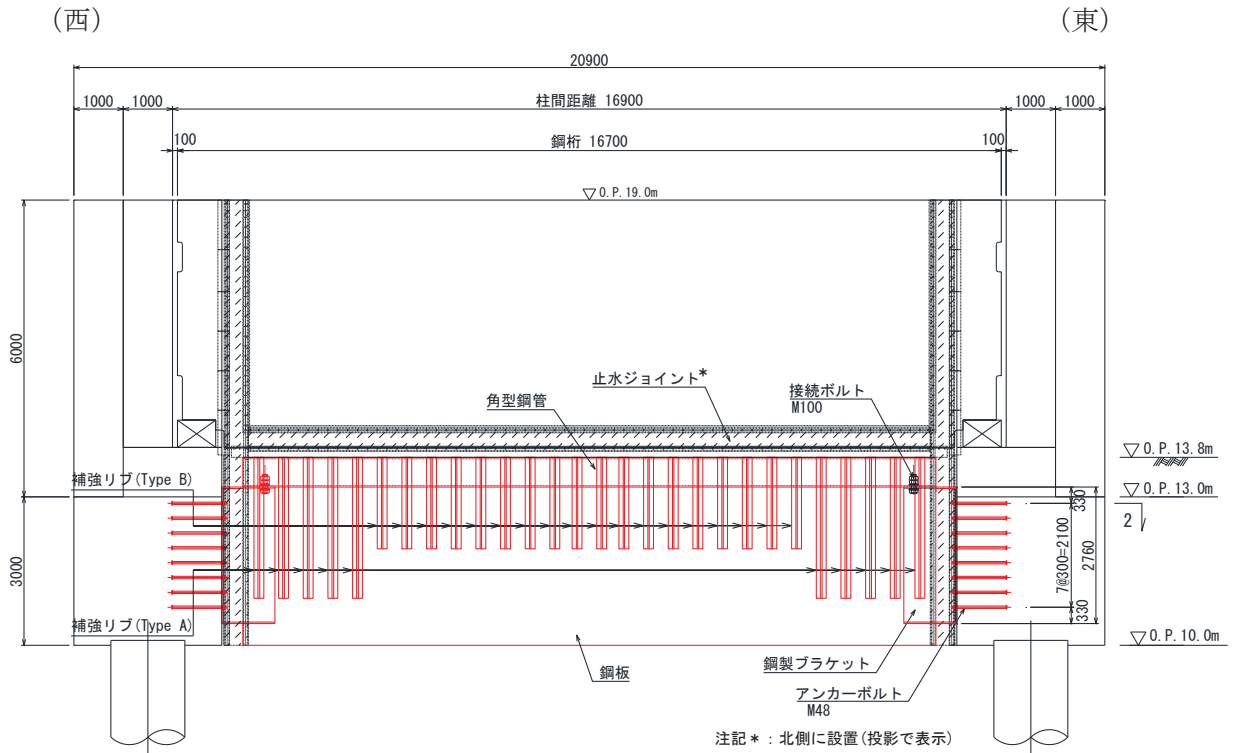 (西)
(東)
20900
1000
1000
柱間距離 16900
1000
1000
100
鋼桁 16700
100
▽O.P.19.0m
6000
止水ジョイント*
接続ボルト
M100
角型鋼管
▽O.P.13.8m
補強リブ(Type B)
▽O.P.13.0m
330
2
7@300=2100
2760
3000
330
補強リブ(Type A)
▽O.P.10.0m
鋼製ブラケット
鋼板
アンカーボルト
M48
注記*：北側に設置(投影で表示)